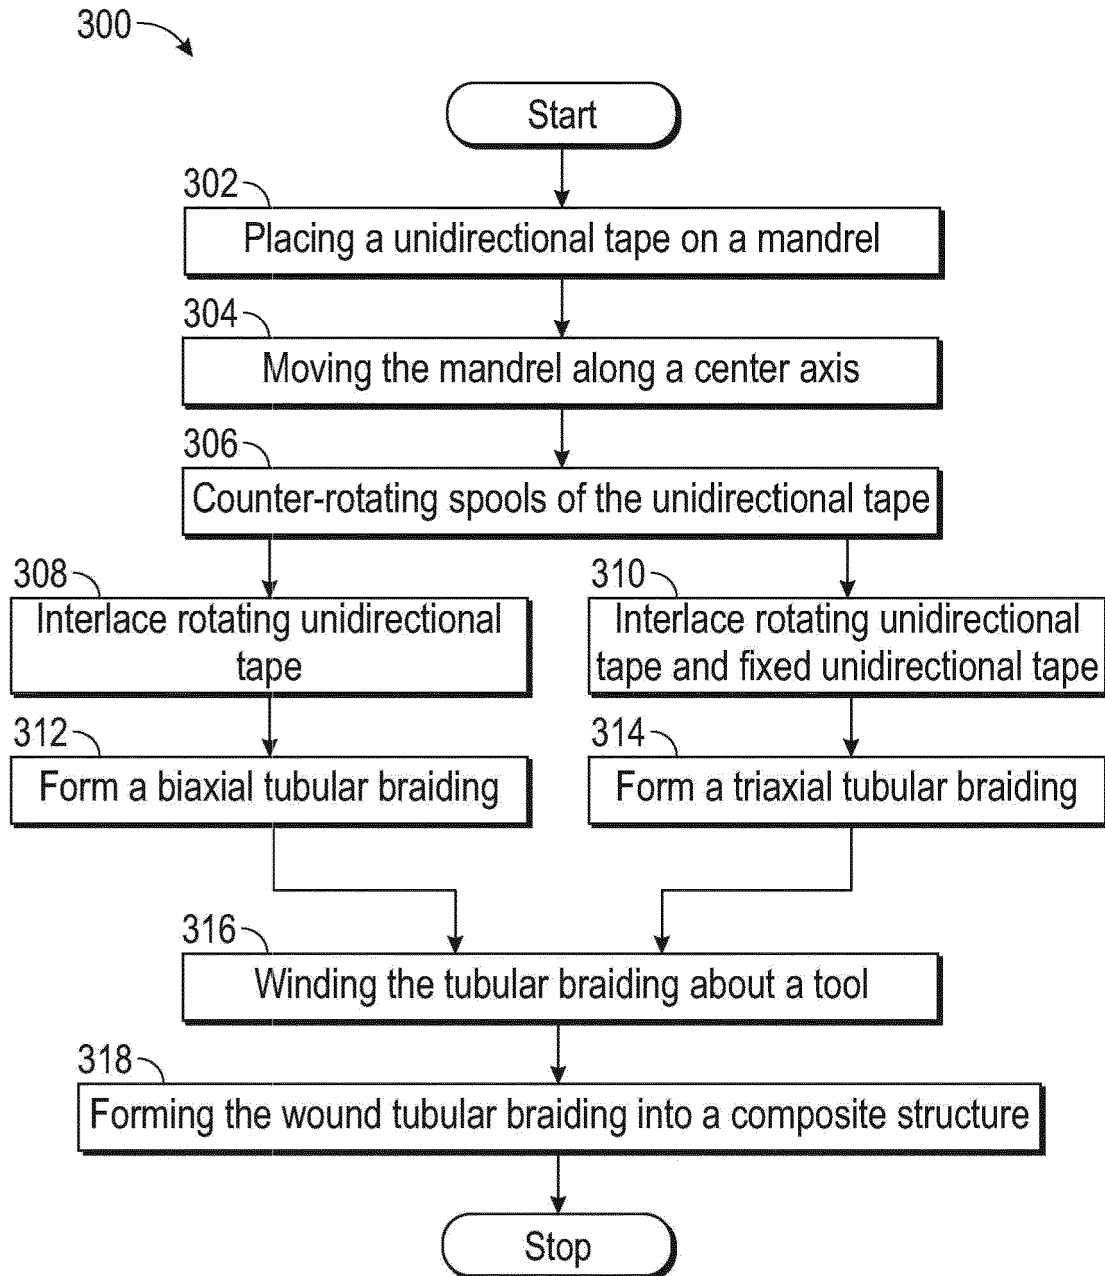 300
Start
302
Placing a unidirectional tape on a mandrel
304
Moving the mandrel along a center axis
306
Counter-rotating spools of the unidirectional tape
308
Interlace rotating unidirectional
tape
310
Interlace rotating unidirectional
tape and fixed unidirectional tape
312
Form a biaxial tubular braiding
314
Form a triaxial tubular braiding
316
Winding the tubular braiding about a tool
318
Forming the wound tubular braiding into a composite structure
Stop